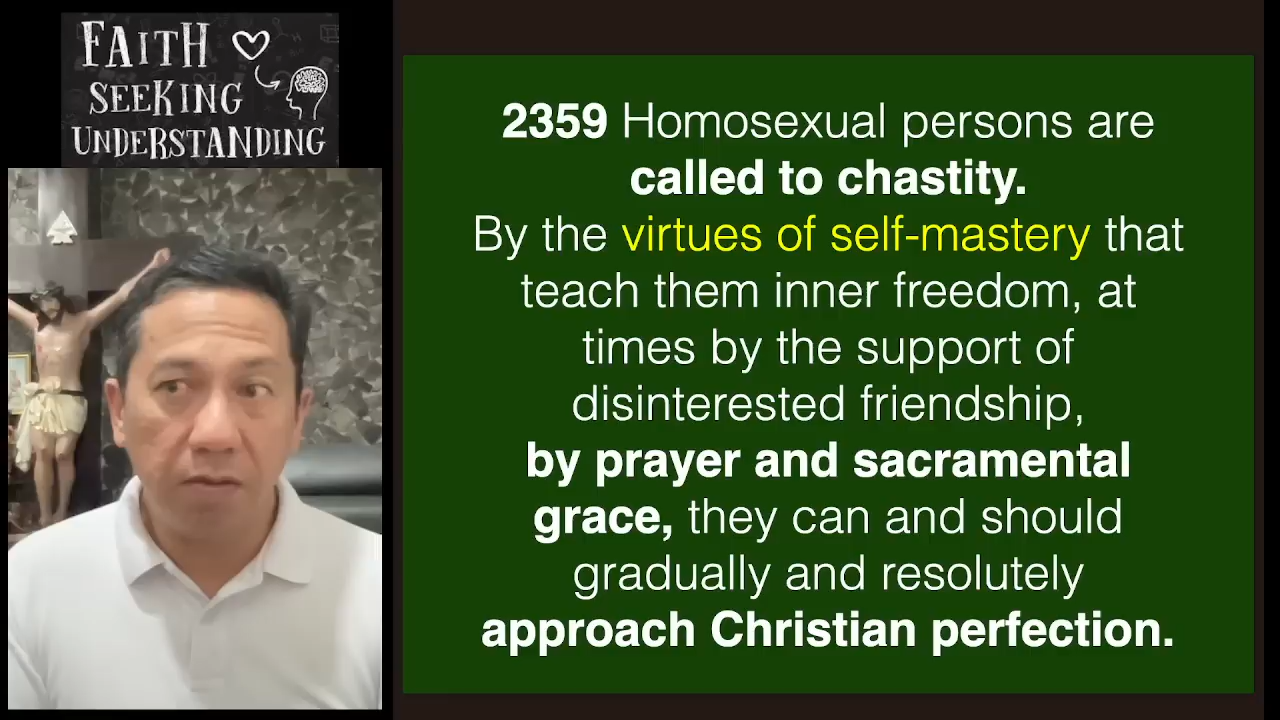 FAITH
SEEKING
UNDERSTANDING
2359 Homosexual persons are
called to chastity.
By the virtues of self-mastery that
teach them inner freedom, at
times by the support of
disinterested friendship,
by prayer and sacramental
grace, they can and should
gradually and resolutely
approach Christian perfection.